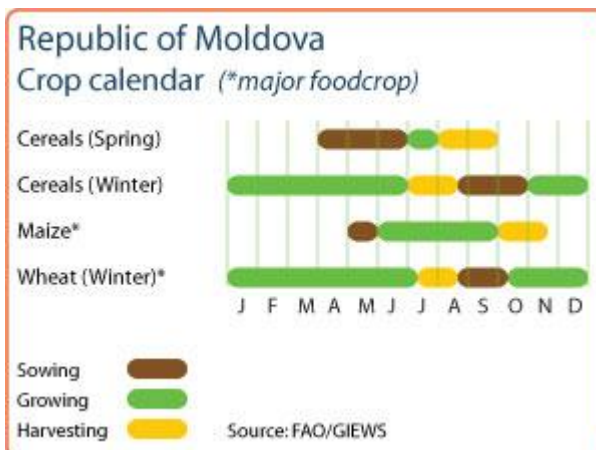 Republic of Moldova
Crop calendar (*major foodcrop)
Cereals (Spring)
Cereals (Winter)
Maize*
Wheat (Winter)*
J F M A M J J A S O N D
Sowing
Growing
Harvesting
Source: FAO/GIEWS